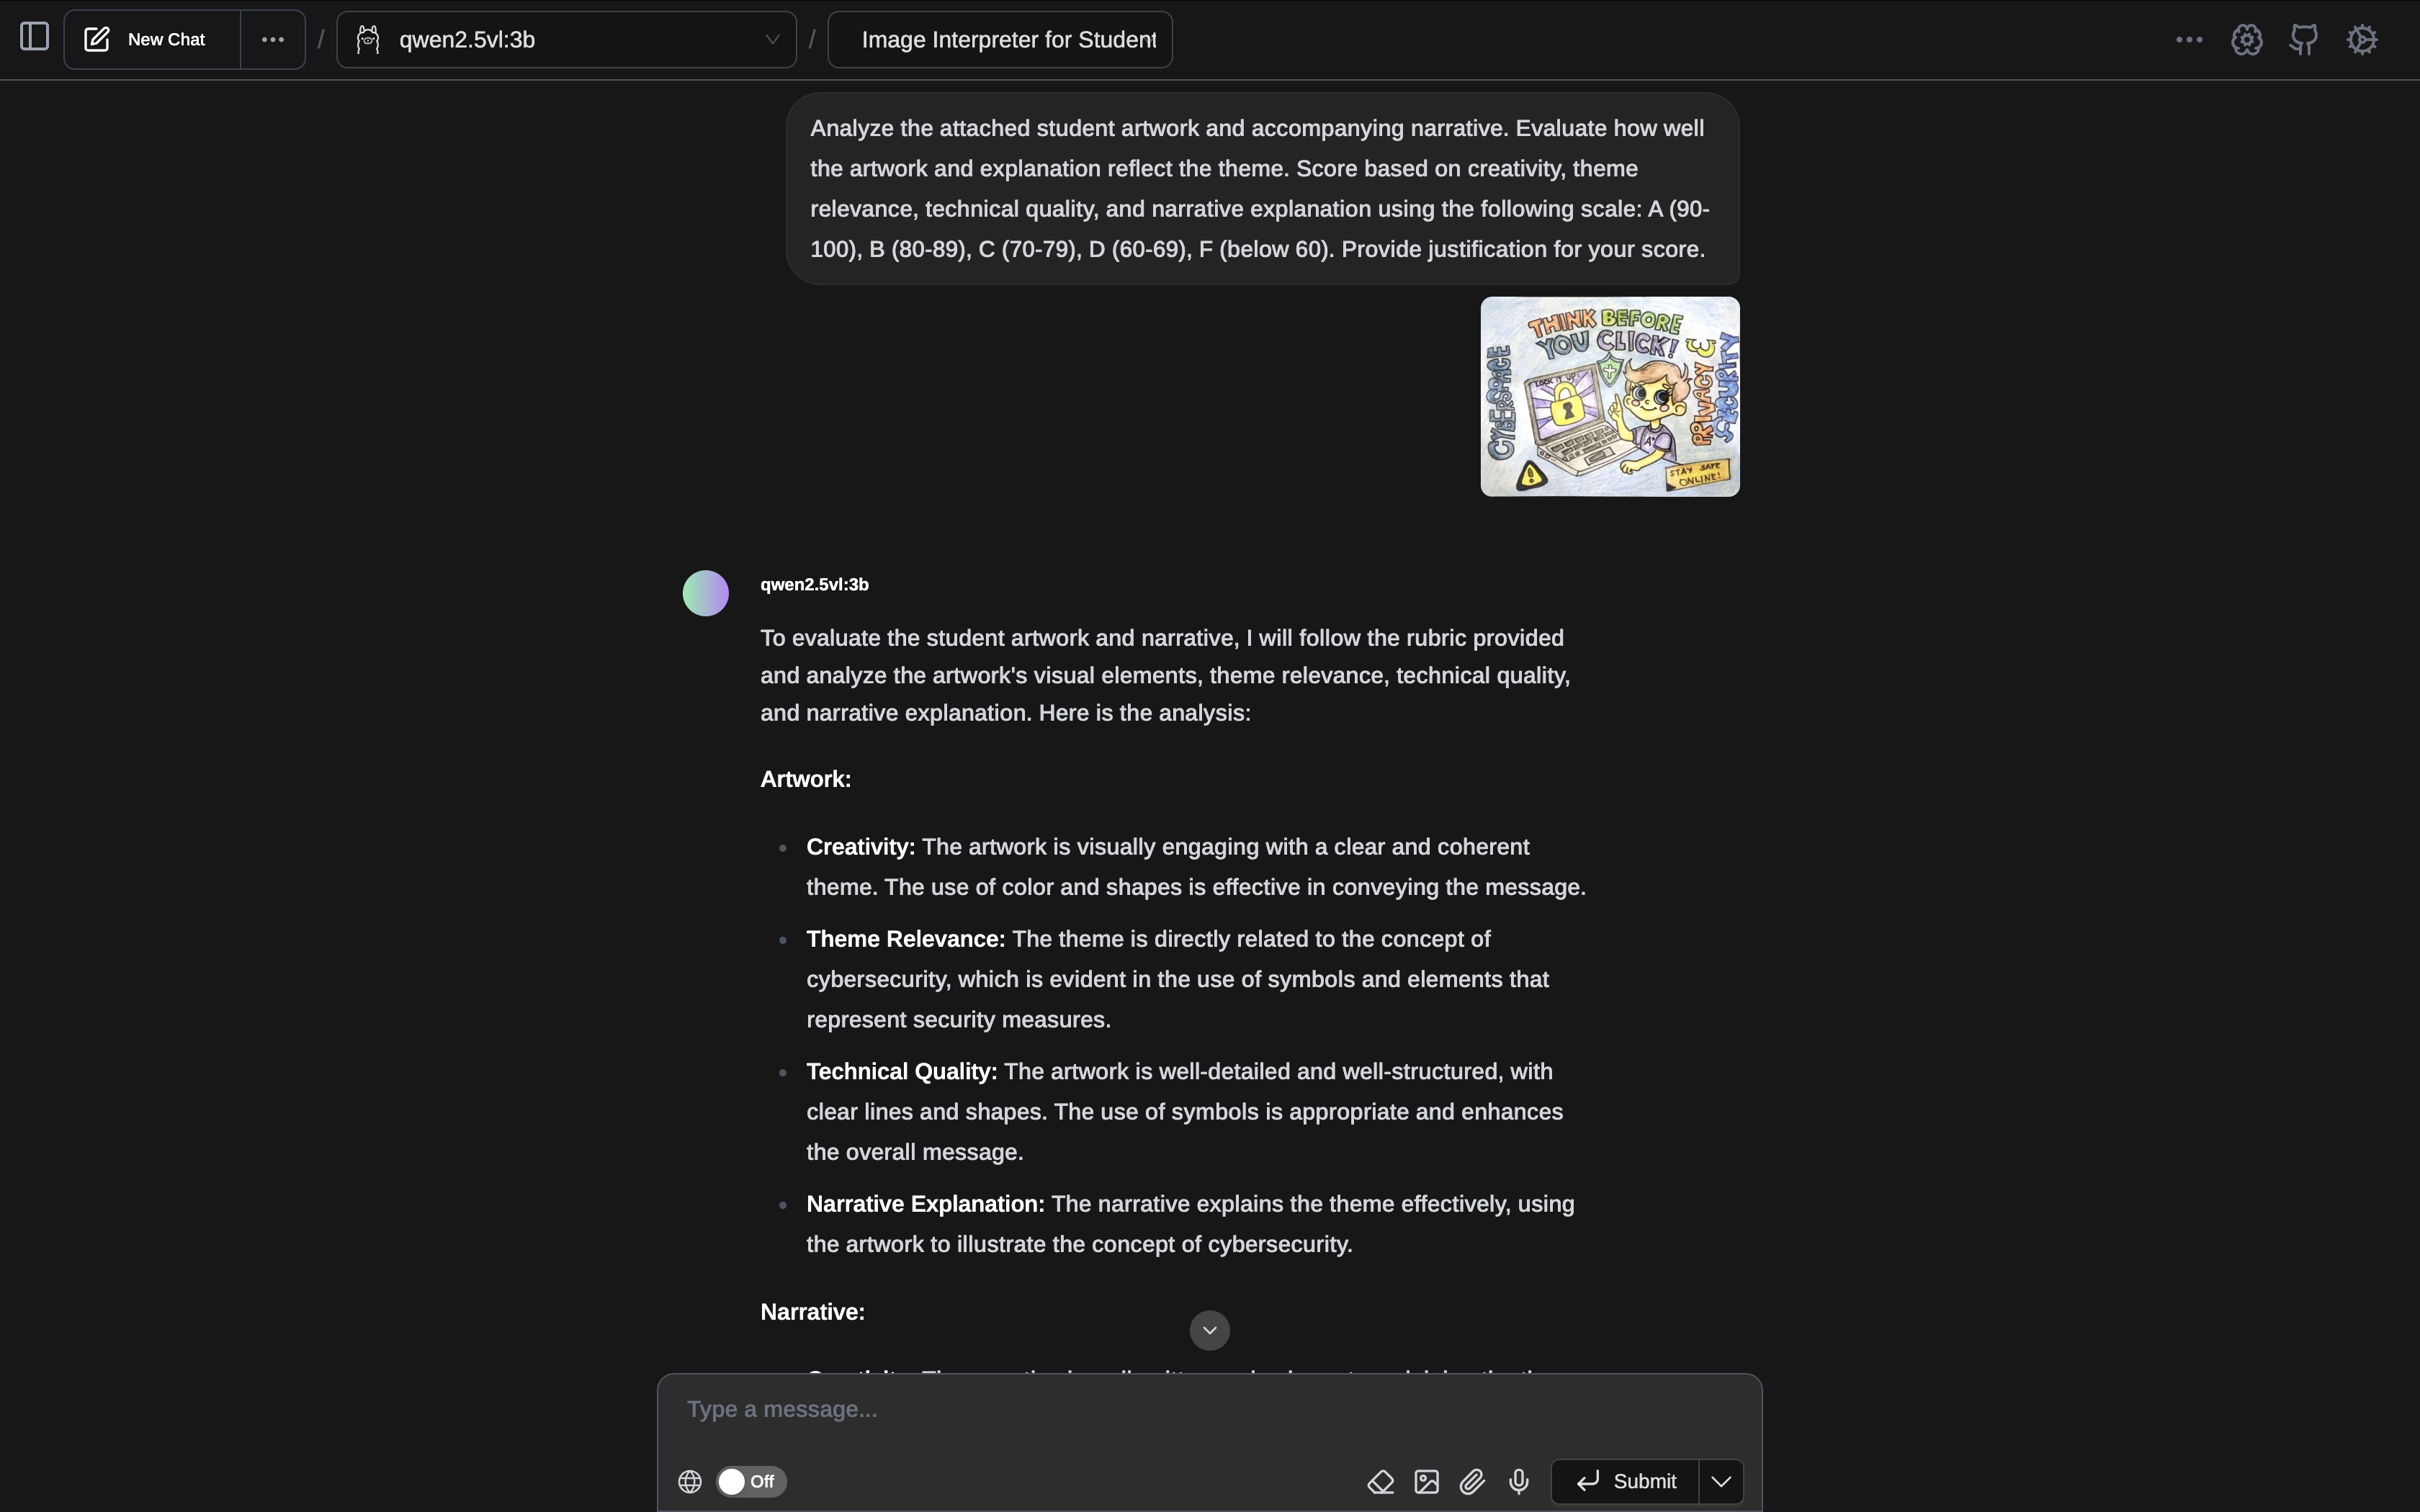 New Chat
/
qwen2.5vl:3b
/
Image Interpreter for Student
Analyze the attached student artwork and accompanying narrative. Evaluate how well
the artwork and explanation reflect the theme. Score based on creativity, theme
relevance, technical quality, and narrative explanation using the following scale: A (90-
100), B (80-89), C (70-79), D (60-69), F (below 60). Provide justification for your score.
THINK BEFORE
YOU CLICK!
CYBERSPACE
LOCK IT UP!
A+
PRIVACY &
SECURITY
STAY SAFE
ONLINE!
qwen2.5vl:3b
To evaluate the student artwork and narrative, I will follow the rubric provided
and analyze the artwork's visual elements, theme relevance, technical quality,
and narrative explanation. Here is the analysis:
Artwork:
Creativity: The artwork is visually engaging with a clear and coherent
theme. The use of color and shapes is effective in conveying the message.
Theme Relevance: The theme is directly related to the concept of
cybersecurity, which is evident in the use of symbols and elements that
represent security measures.
Technical Quality: The artwork is well-detailed and well-structured, with
clear lines and shapes. The use of symbols is appropriate and enhances
the overall message.
Narrative Explanation: The narrative explains the theme effectively, using
the artwork to illustrate the concept of cybersecurity.
Narrative:
Type a message...
Off
Submit